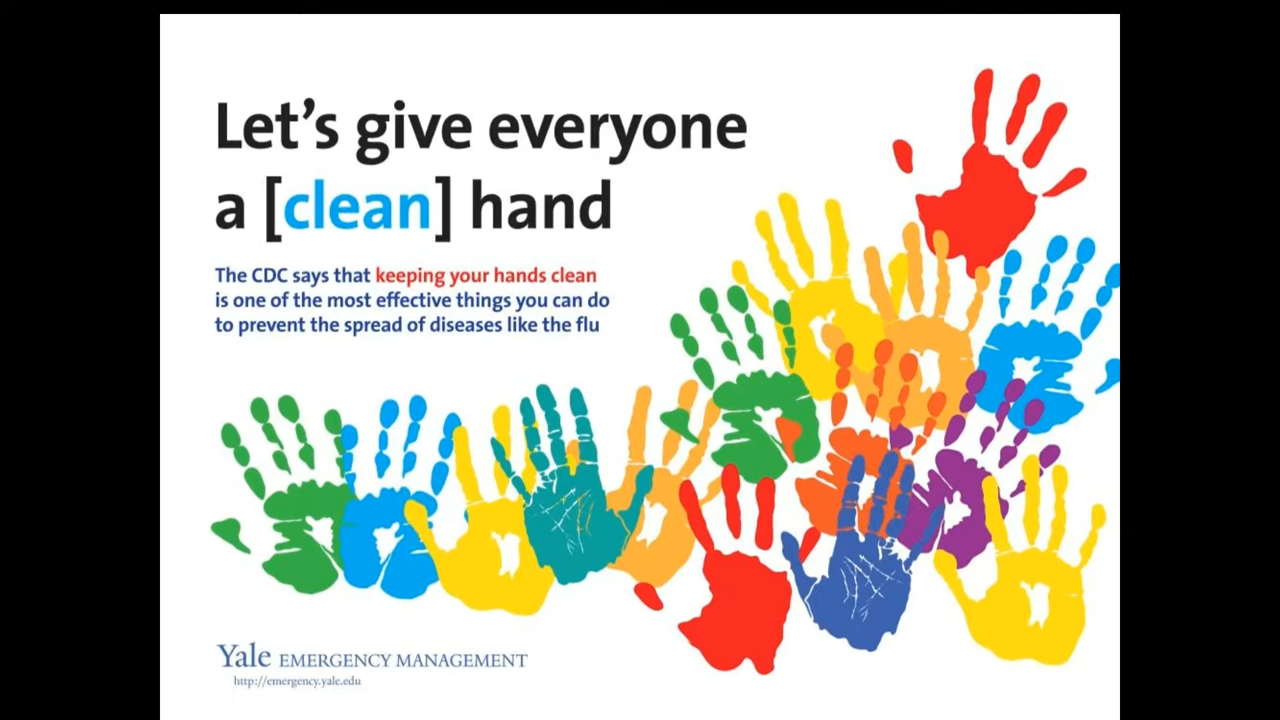 Let’s give everyone
a [clean] hand
The CDC says that keeping your hands clean
is one of the most effective things you can do
to prevent the spread of diseases like the flu
Yale EMERGENCY MANAGEMENT
http://emergency.yale.edu